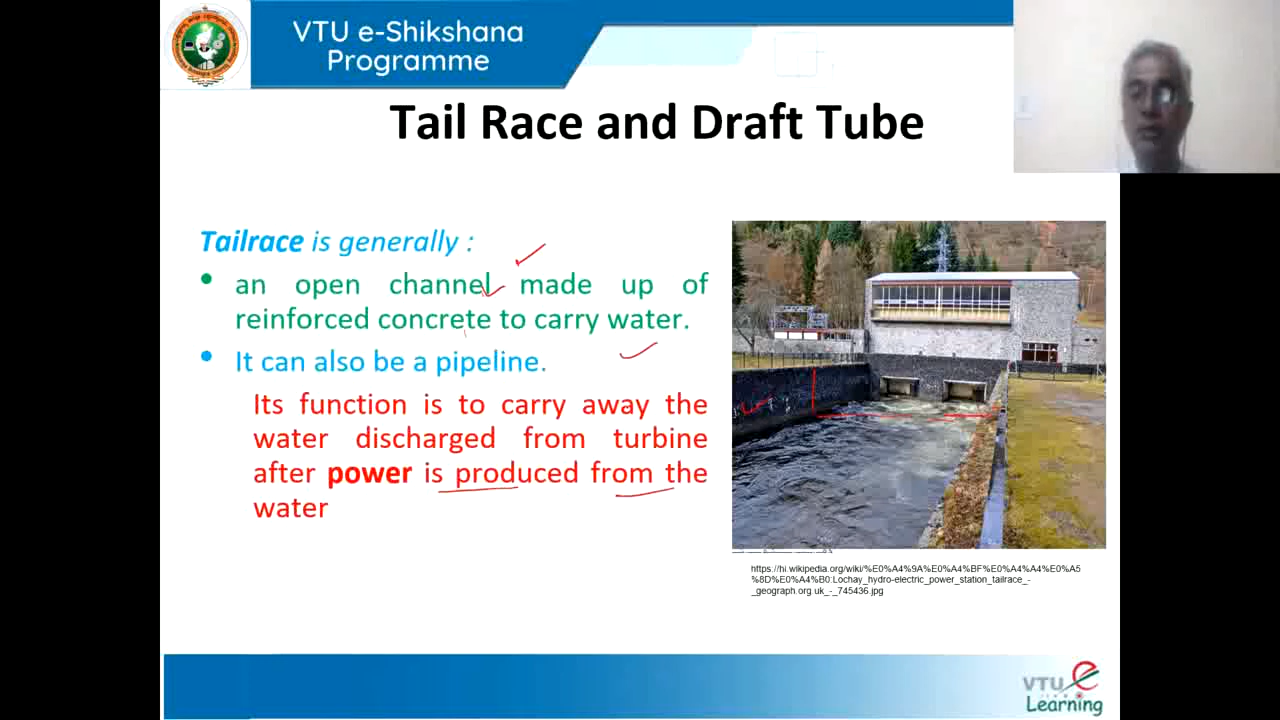 VTU e-Shikshana
Programme
Tail Race and Draft Tube
Tailrace is generally :
• an open channel made up of
reinforced concrete to carry water.
• It can also be a pipeline.
Its function is to carry away the
water discharged from turbine
after power is produced from the
water
https://hi.wikipedia.org/wiki/%E0%A4%9A%E0%A4%BF%E0%A4%A4%E0%A5
%8D%E0%A4%B0:Lochay_hydro-electric_power_station_tailrace_-
_geograph.org.uk_-_745436.jpg
VTU e
Learning